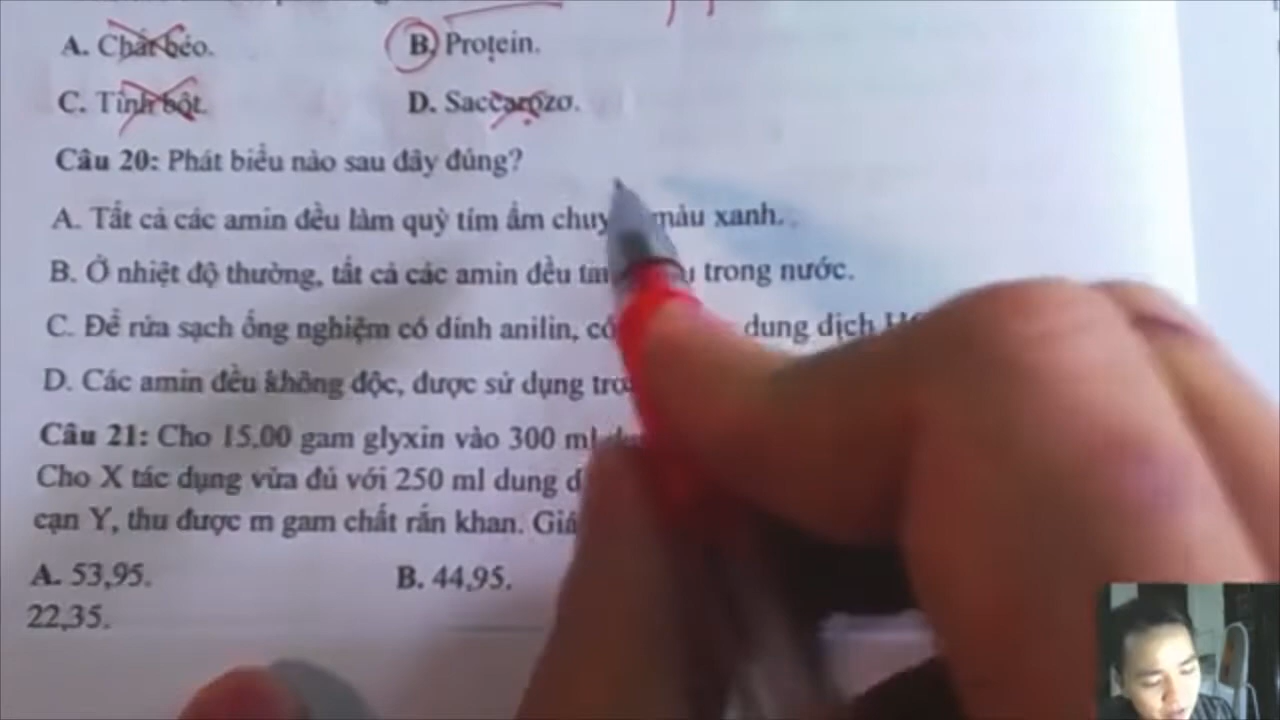 A. Chất béo.
B. Protein.
C. Tinh bột.
D. Saccarozơ.
Câu 20: Phát biểu nào sau đây đúng?
A. Tất cả các amin đều làm quỳ tím ẩm màu xanh.
B. Ở nhiệt độ thường, tất cả các amin đều trong nước.
C. Để rửa sạch ống nghiệm có dính anilin, dung dịch
D. Các amin đều không độc, được sử dụng
Câu 21: Cho 15,00 gam glyxin vào 300 ml
Cho X tác dụng vừa đủ với 250 ml dung
cạn Y, thu được m gam chất rắn khan.
A. 53,95.
B. 44,95.
22,35.